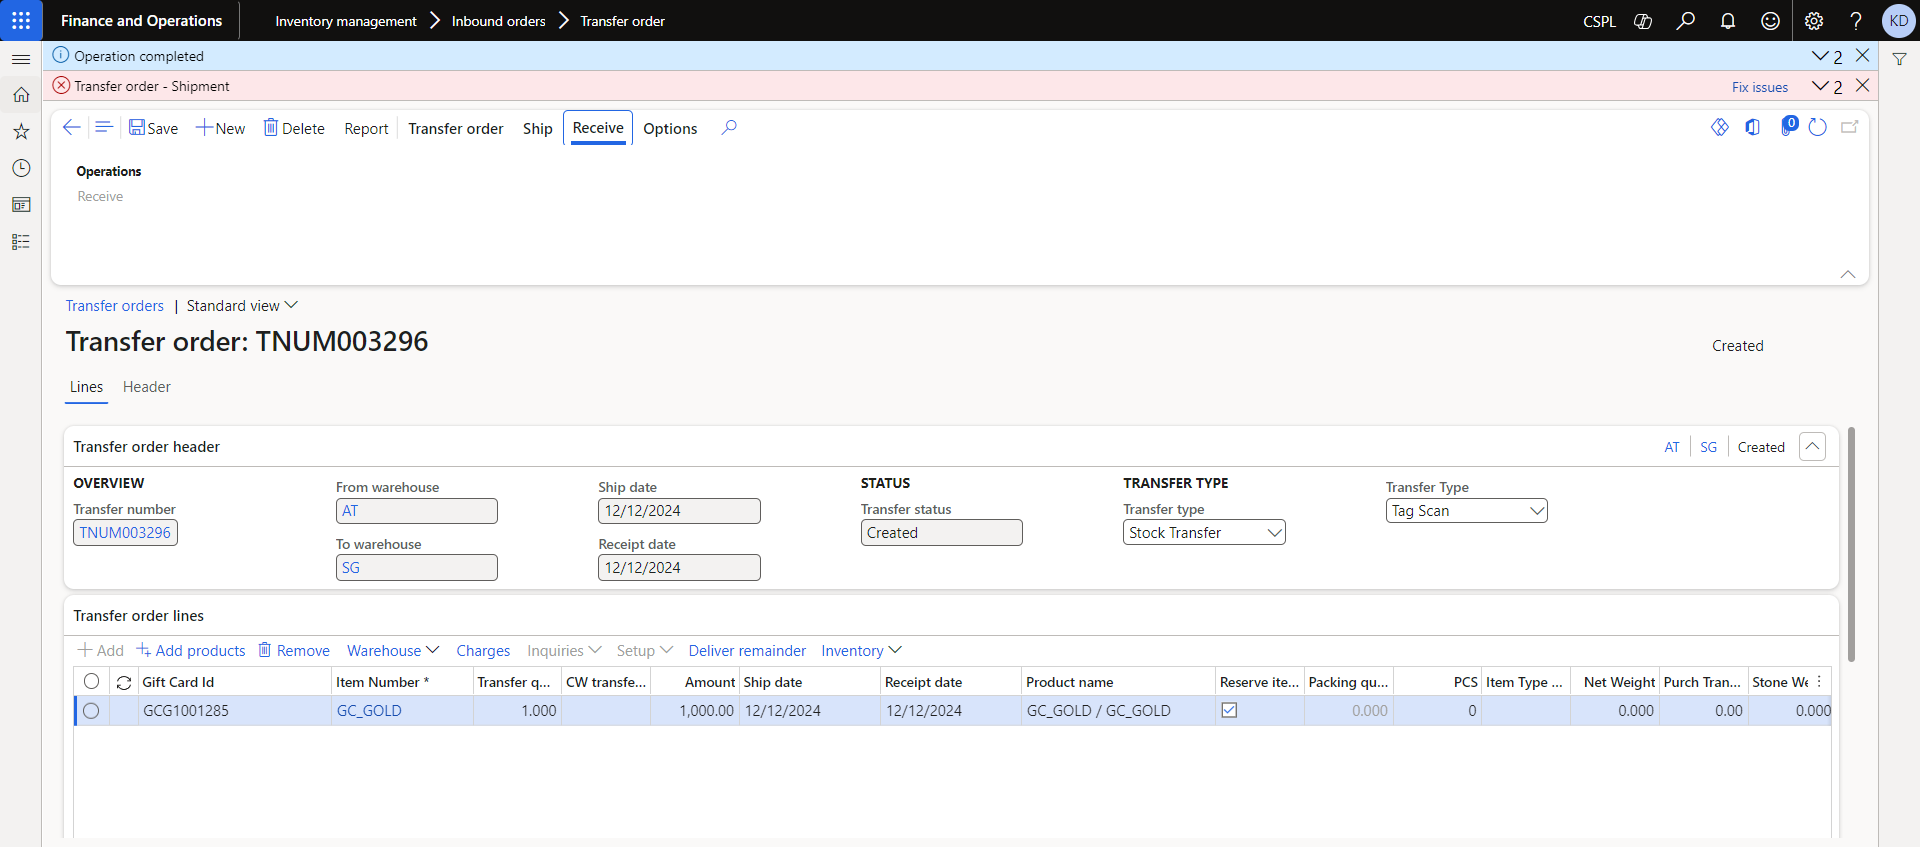 Finance and Operations
Inventory management > Inbound orders > Transfer order
CSPL
KD
Operation completed
2
Transfer order - Shipment
Fix issues
2
Save
New
Delete
Report
Transfer order
Ship
Receive
Options
0
Operations
Receive
Transfer orders | Standard view
Transfer order: TNUM003296
Created
Lines
Header
Transfer order header
AT | SG | Created
OVERVIEW
Transfer number
TNUM003296
From warehouse
AT
To warehouse
SG
Ship date
12/12/2024
Receipt date
12/12/2024
STATUS
Transfer status
Created
TRANSFER TYPE
Transfer type
Stock Transfer
Transfer Type
Tag Scan
Transfer order lines
Add
Add products
Remove
Warehouse
Charges
Inquiries
Setup
Deliver remainder
Inventory
Gift Card Id Item Number * Transfer q... CW transfe... Amount Ship date Receipt date Product name Reserve ite... Packing qu... PCS Item Type ... Net Weight Purch Tran... Stone We
GCG1001285 GC_GOLD 1.000 1,000.00 12/12/2024 12/12/2024 GC_GOLD / GC_GOLD 0.000 0 0.000 0.00 0.000